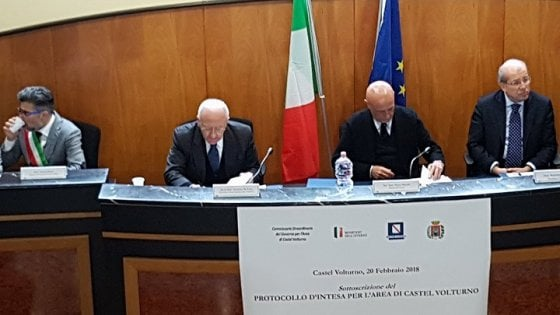 Commissario Straordinario
del Governo per l'Area
di Castel Volturno
MINISTERO
DELL'INTERNO
Castel Volturno, 20 Febbraio 2018
Sottoscrizione del
PROTOCOLLO D'INTESA PER L'AREA DI CASTEL VOLTURNO